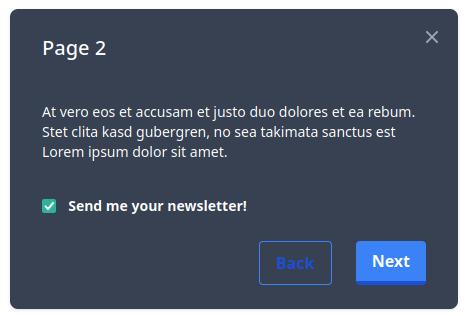 Page 2
At vero eos et accusam et justo duo dolores et ea rebum.
Stet clita kasd gubergren, no sea takimata sanctus est
Lorem ipsum dolor sit amet.
Send me your newsletter!
Back
Next